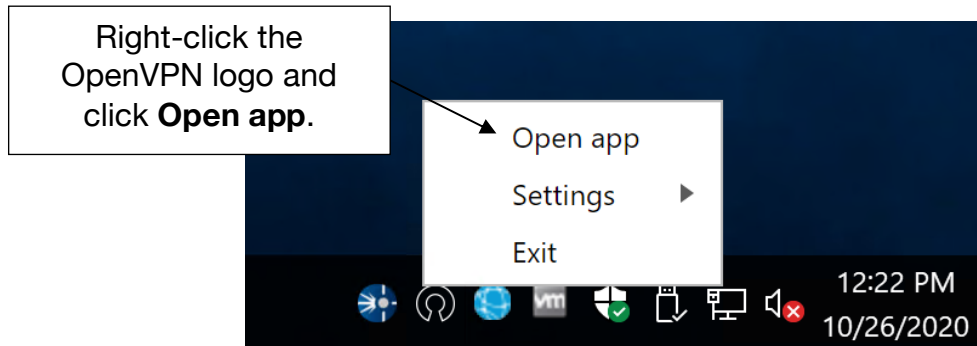 Right-click the
OpenVPN logo and
click Open app.
Open app
Settings
Exit
vm
12:22 PM
10/26/2020